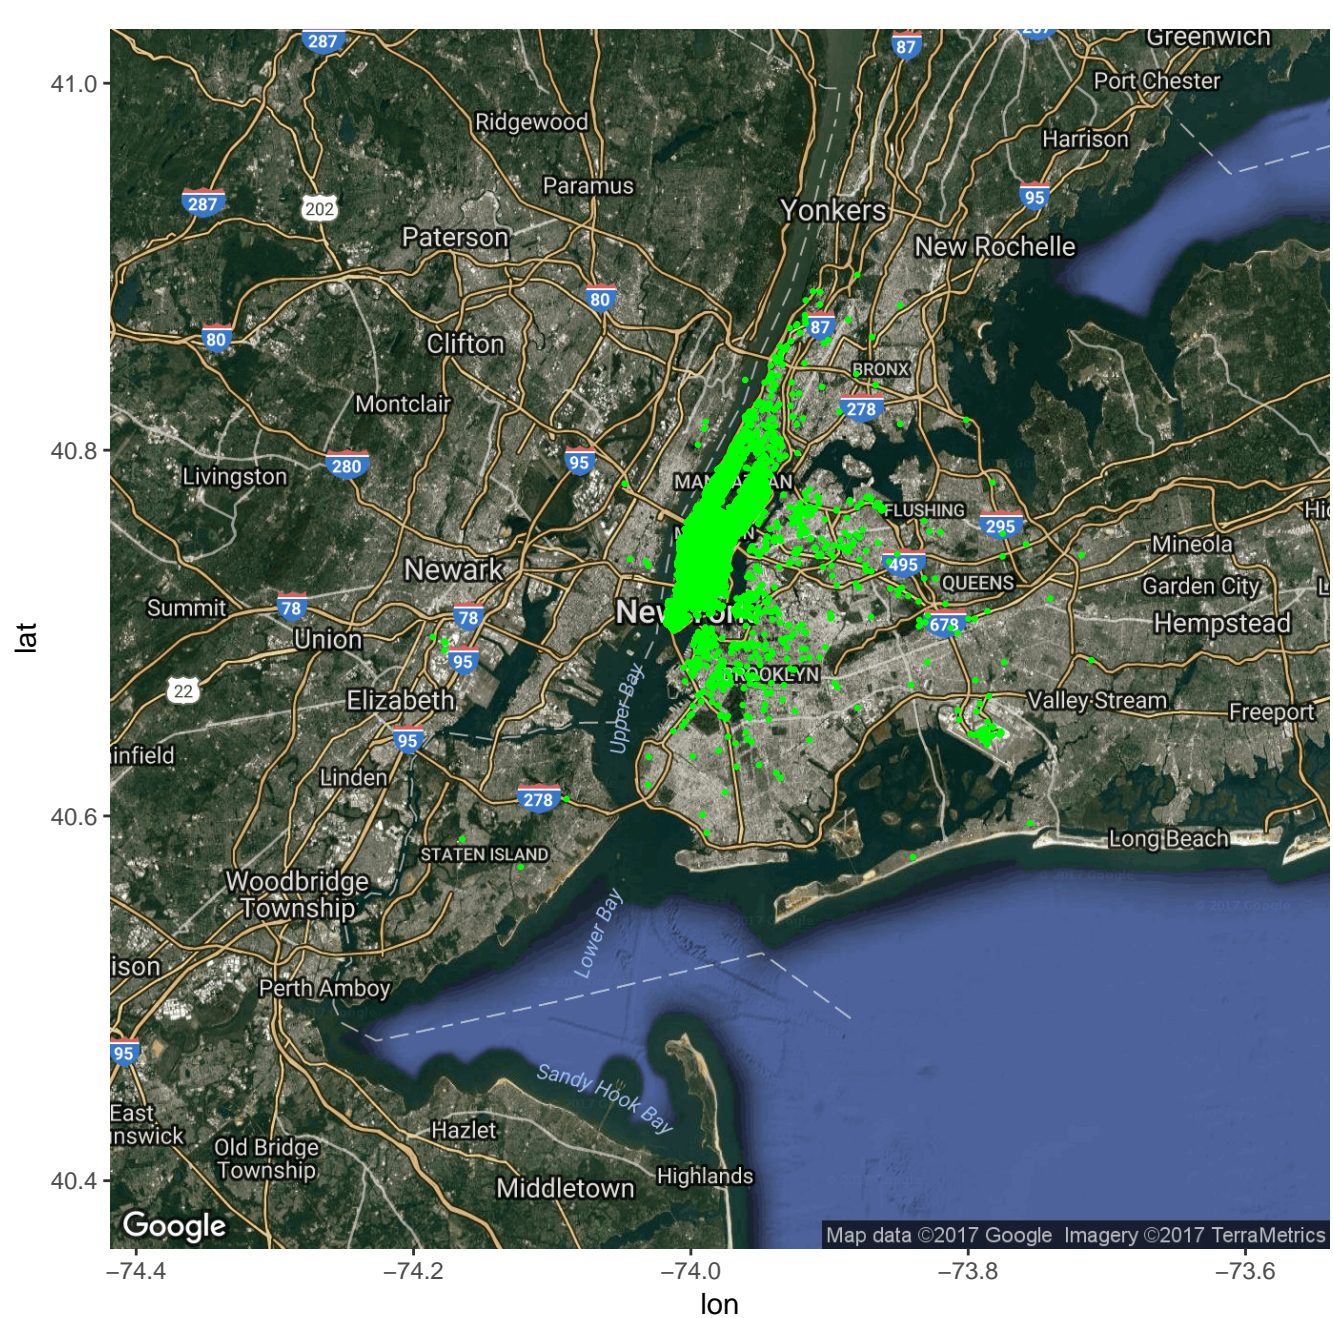 287
87
Greenwich
41.0
Port Chester
Ridgewood
Harrison
Paramus
287
202
95
Yonkers
Paterson
New Rochelle
80
87
80
Clifton
BRONX
Montclair
278
40.8
95
280
Livingston
FLUSHING
295
Mineola
495
Newark
QUEENS
Garden City
78
Summit
78
678
Hempstead
Union
lat
95
BROOKLYN
22
Elizabeth
Valley Stream
Upper Bay
Freeport
95
Linden
278
40.6
STATEN ISLAND
Long Beach
Woodbridge
Township
Lower Bay
Perth Amboy
95
Sandy Hook Bay
East
Hazlet
Old Bridge
Township
Highlands
Middletown
40.4
Google
Map data ©2017 Google Imagery ©2017 TerraMetrics
−74.4
−74.2
−74.0
−73.8
−73.6
lon